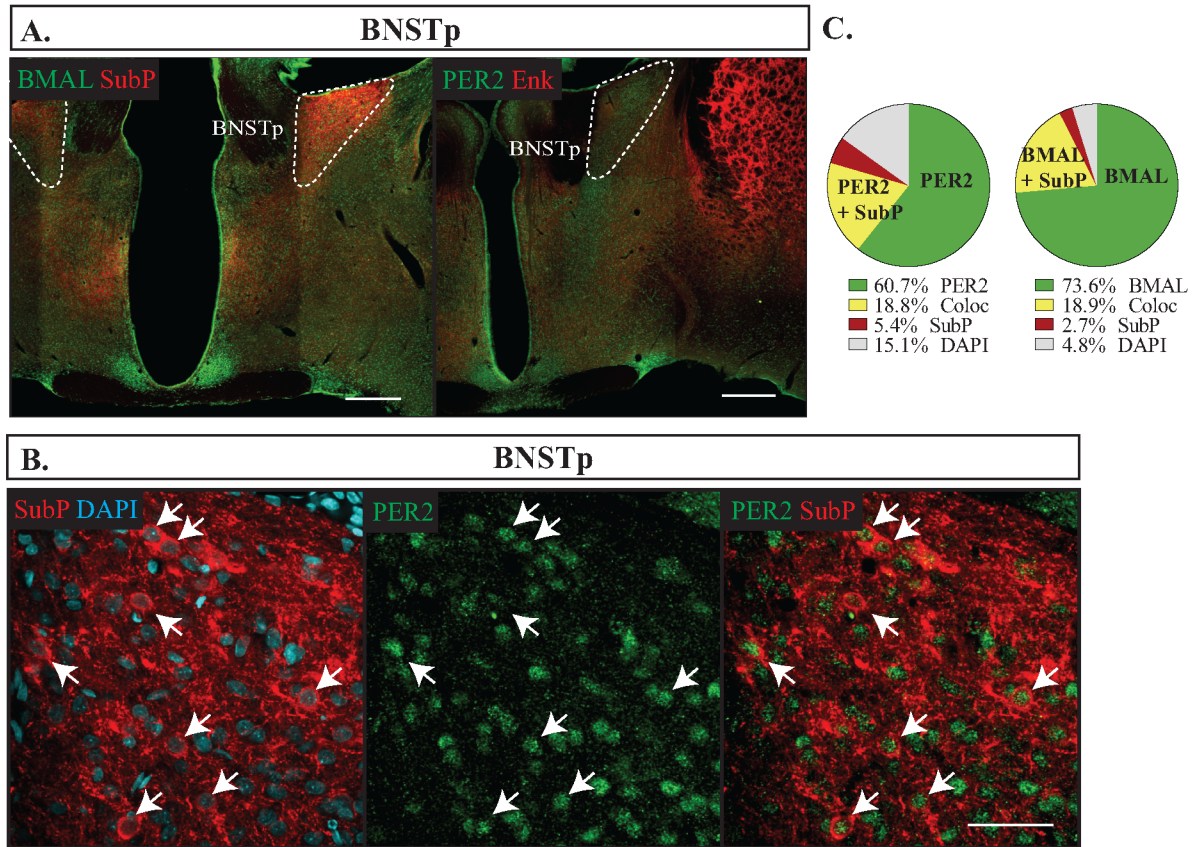 A.
BNSTp
BMAL SubP
BNSTp
PER2 Enk
BNSTp
C.
PER2
PER2
+ SubP
60.7% PER2
18.8% Coloc
5.4% SubP
15.1% DAPI
BMAL
BMAL
+ SubP
73.6% BMAL
18.9% Coloc
2.7% SubP
4.8% DAPI
B.
BNSTp
SubP DAPI
PER2
PER2 SubP